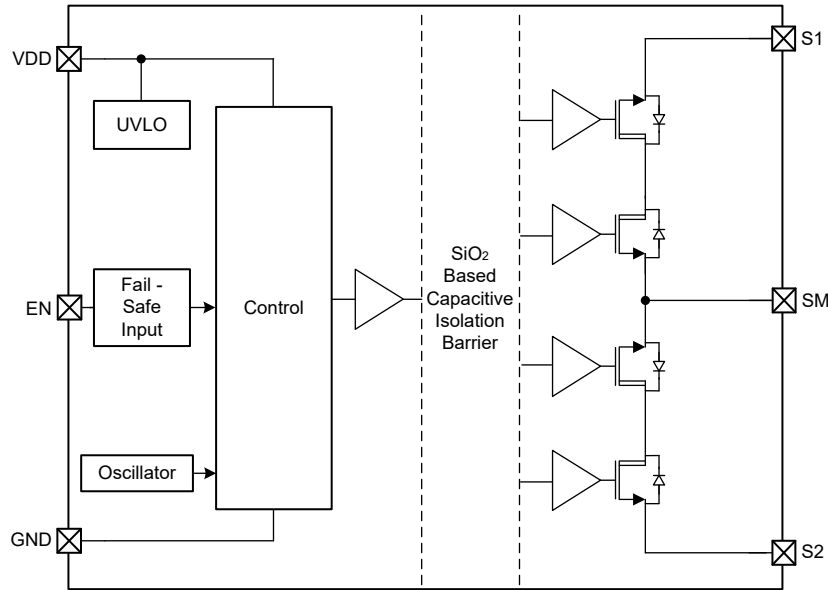 VDD
S1
UVLO
EN
Fail -
Safe
Input
Control
SiO2
Based
Capacitive
Isolation
Barrier
SM
Oscillator
GND
S2